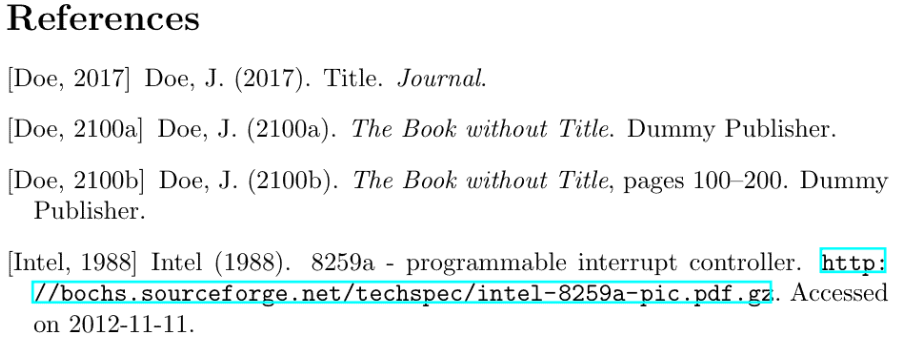 References
[Doe, 2017] Doe, J. (2017). Title. Journal.
[Doe, 2100a] Doe, J. (2100a). The Book without Title. Dummy Publisher.
[Doe, 2100b] Doe, J. (2100b). The Book without Title, pages 100–200. Dummy
Publisher.
[Intel, 1988] Intel (1988). 8259a - programmable interrupt controller. http:
//bochs.sourceforge.net/techspec/intel-8259a-pic.pdf.gz. Accessed
on 2012-11-11.